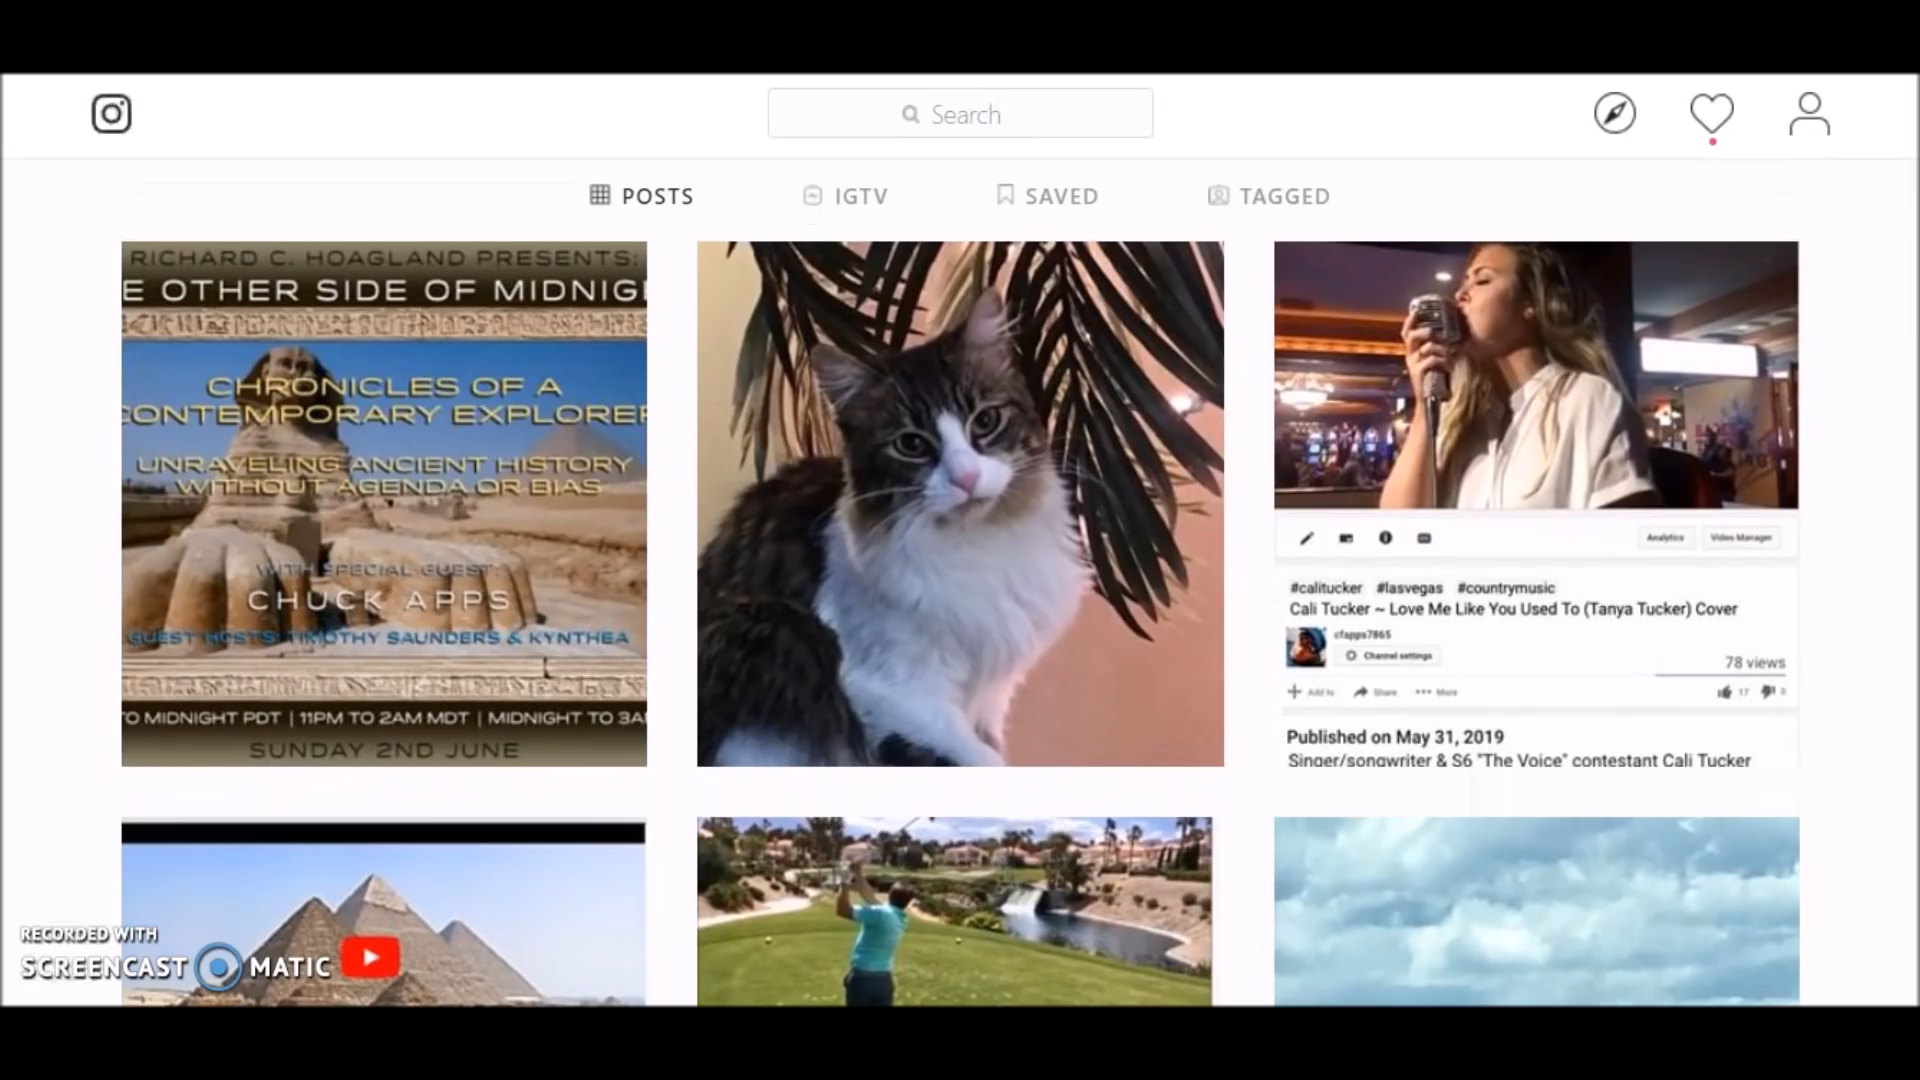 Search
POSTS
IGTV
SAVED
TAGGED
RICHARD C. HOAGLAND PRESENTS:
E OTHER SIDE OF MIDNIG
CHRONICLES OF A
CONTEMPORARY EXPLORER
UNRAVELING ANCIENT HISTORY
WITHOUT AGENDA OR BIAS
WITH SPECIAL GUEST:
CHUCK APPS
GUEST HOSTS: TIMOTHY SAUNDERS & KYNTHEA
TO MIDNIGHT PDT | 11PM TO 2AM MDT | MIDNIGHT TO 3A
SUNDAY 2ND JUNE
Analytics
Video Manager
#calitucker #lasvegas #countrymusic
Cali Tucker ~ Love Me Like You Used To (Tanya Tucker) Cover
cfapps7865
Channel settings
78 views
Add to
Share
More
17
0
Published on May 31, 2019
Singer/songwriter & S6 "The Voice" contestant Cali Tucker
RECORDED WITH
SCREENCAST MATIC